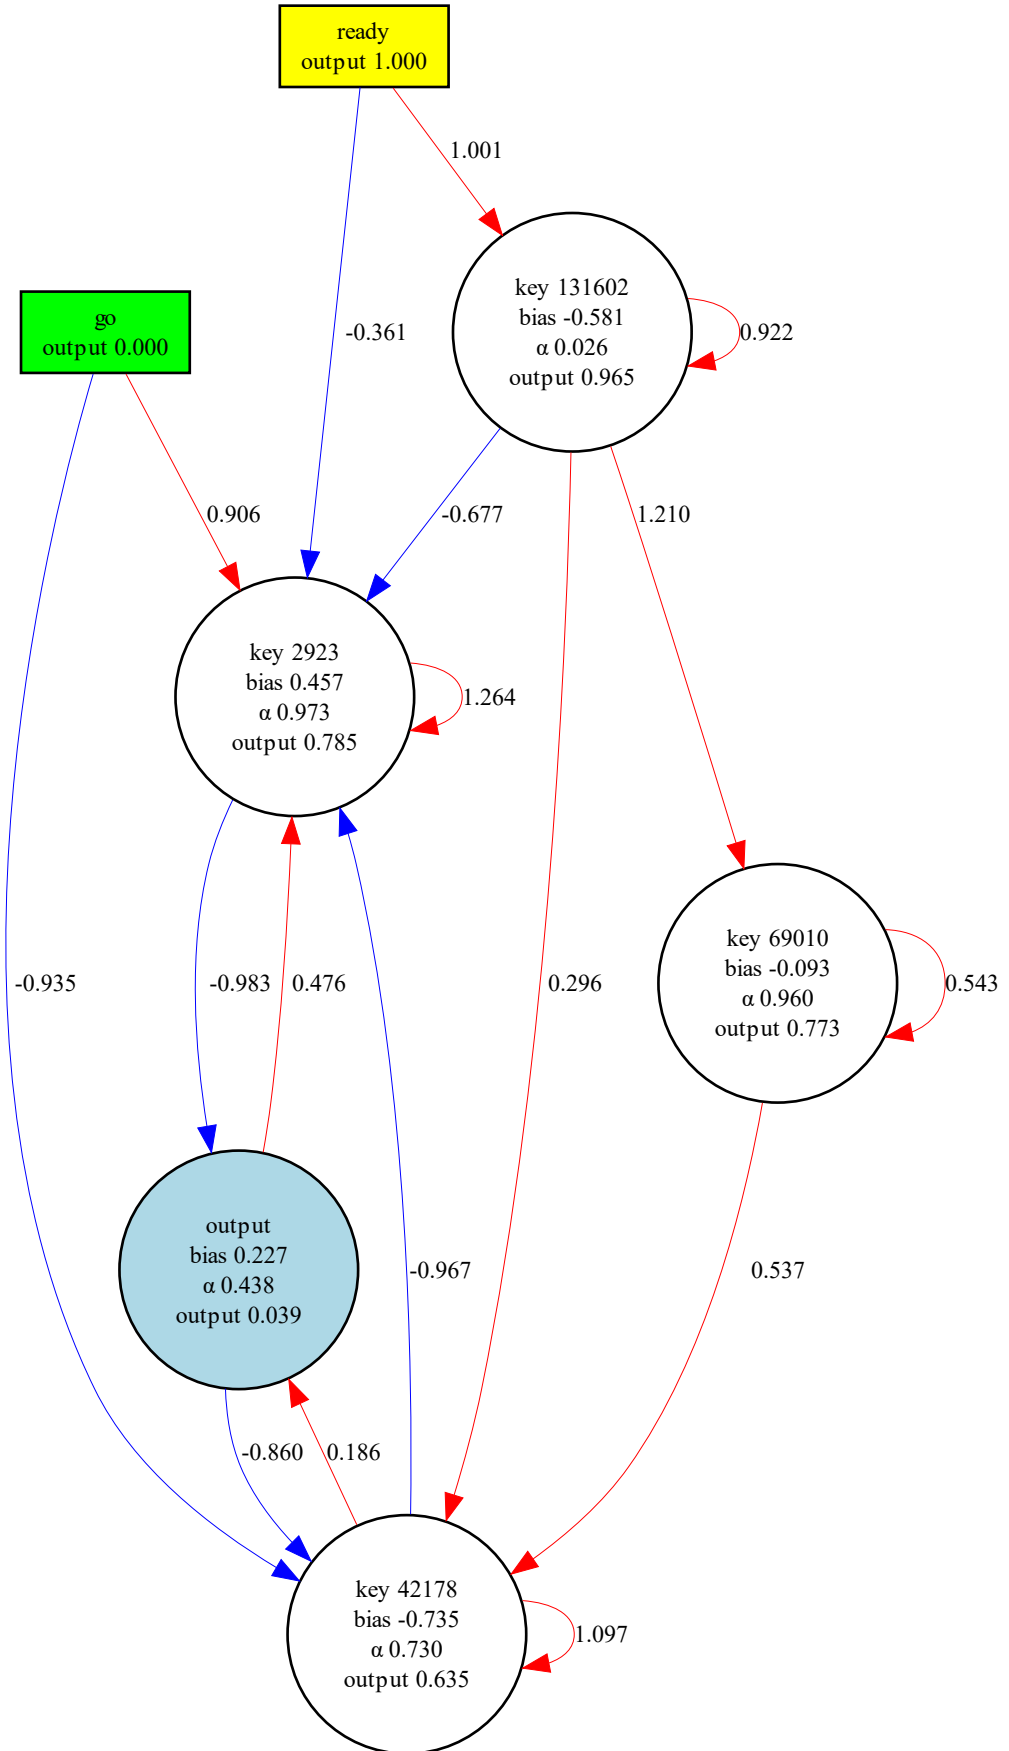 ready
output 1.000
1.001
key 131602
bias -0.581
α 0.026
output 0.965
0.922
go
output 0.000
-0.361
0.906
-0.677
1.210
key 2923
bias 0.457
α 0.973
output 0.785
1.264
key 69010
bias -0.093
α 0.960
output 0.773
0.543
-0.935
-0.983
0.476
0.296
output
bias 0.227
α 0.438
output 0.039
-0.967
0.537
-0.860
0.186
key 42178
bias -0.735
α 0.730
output 0.635
1.097